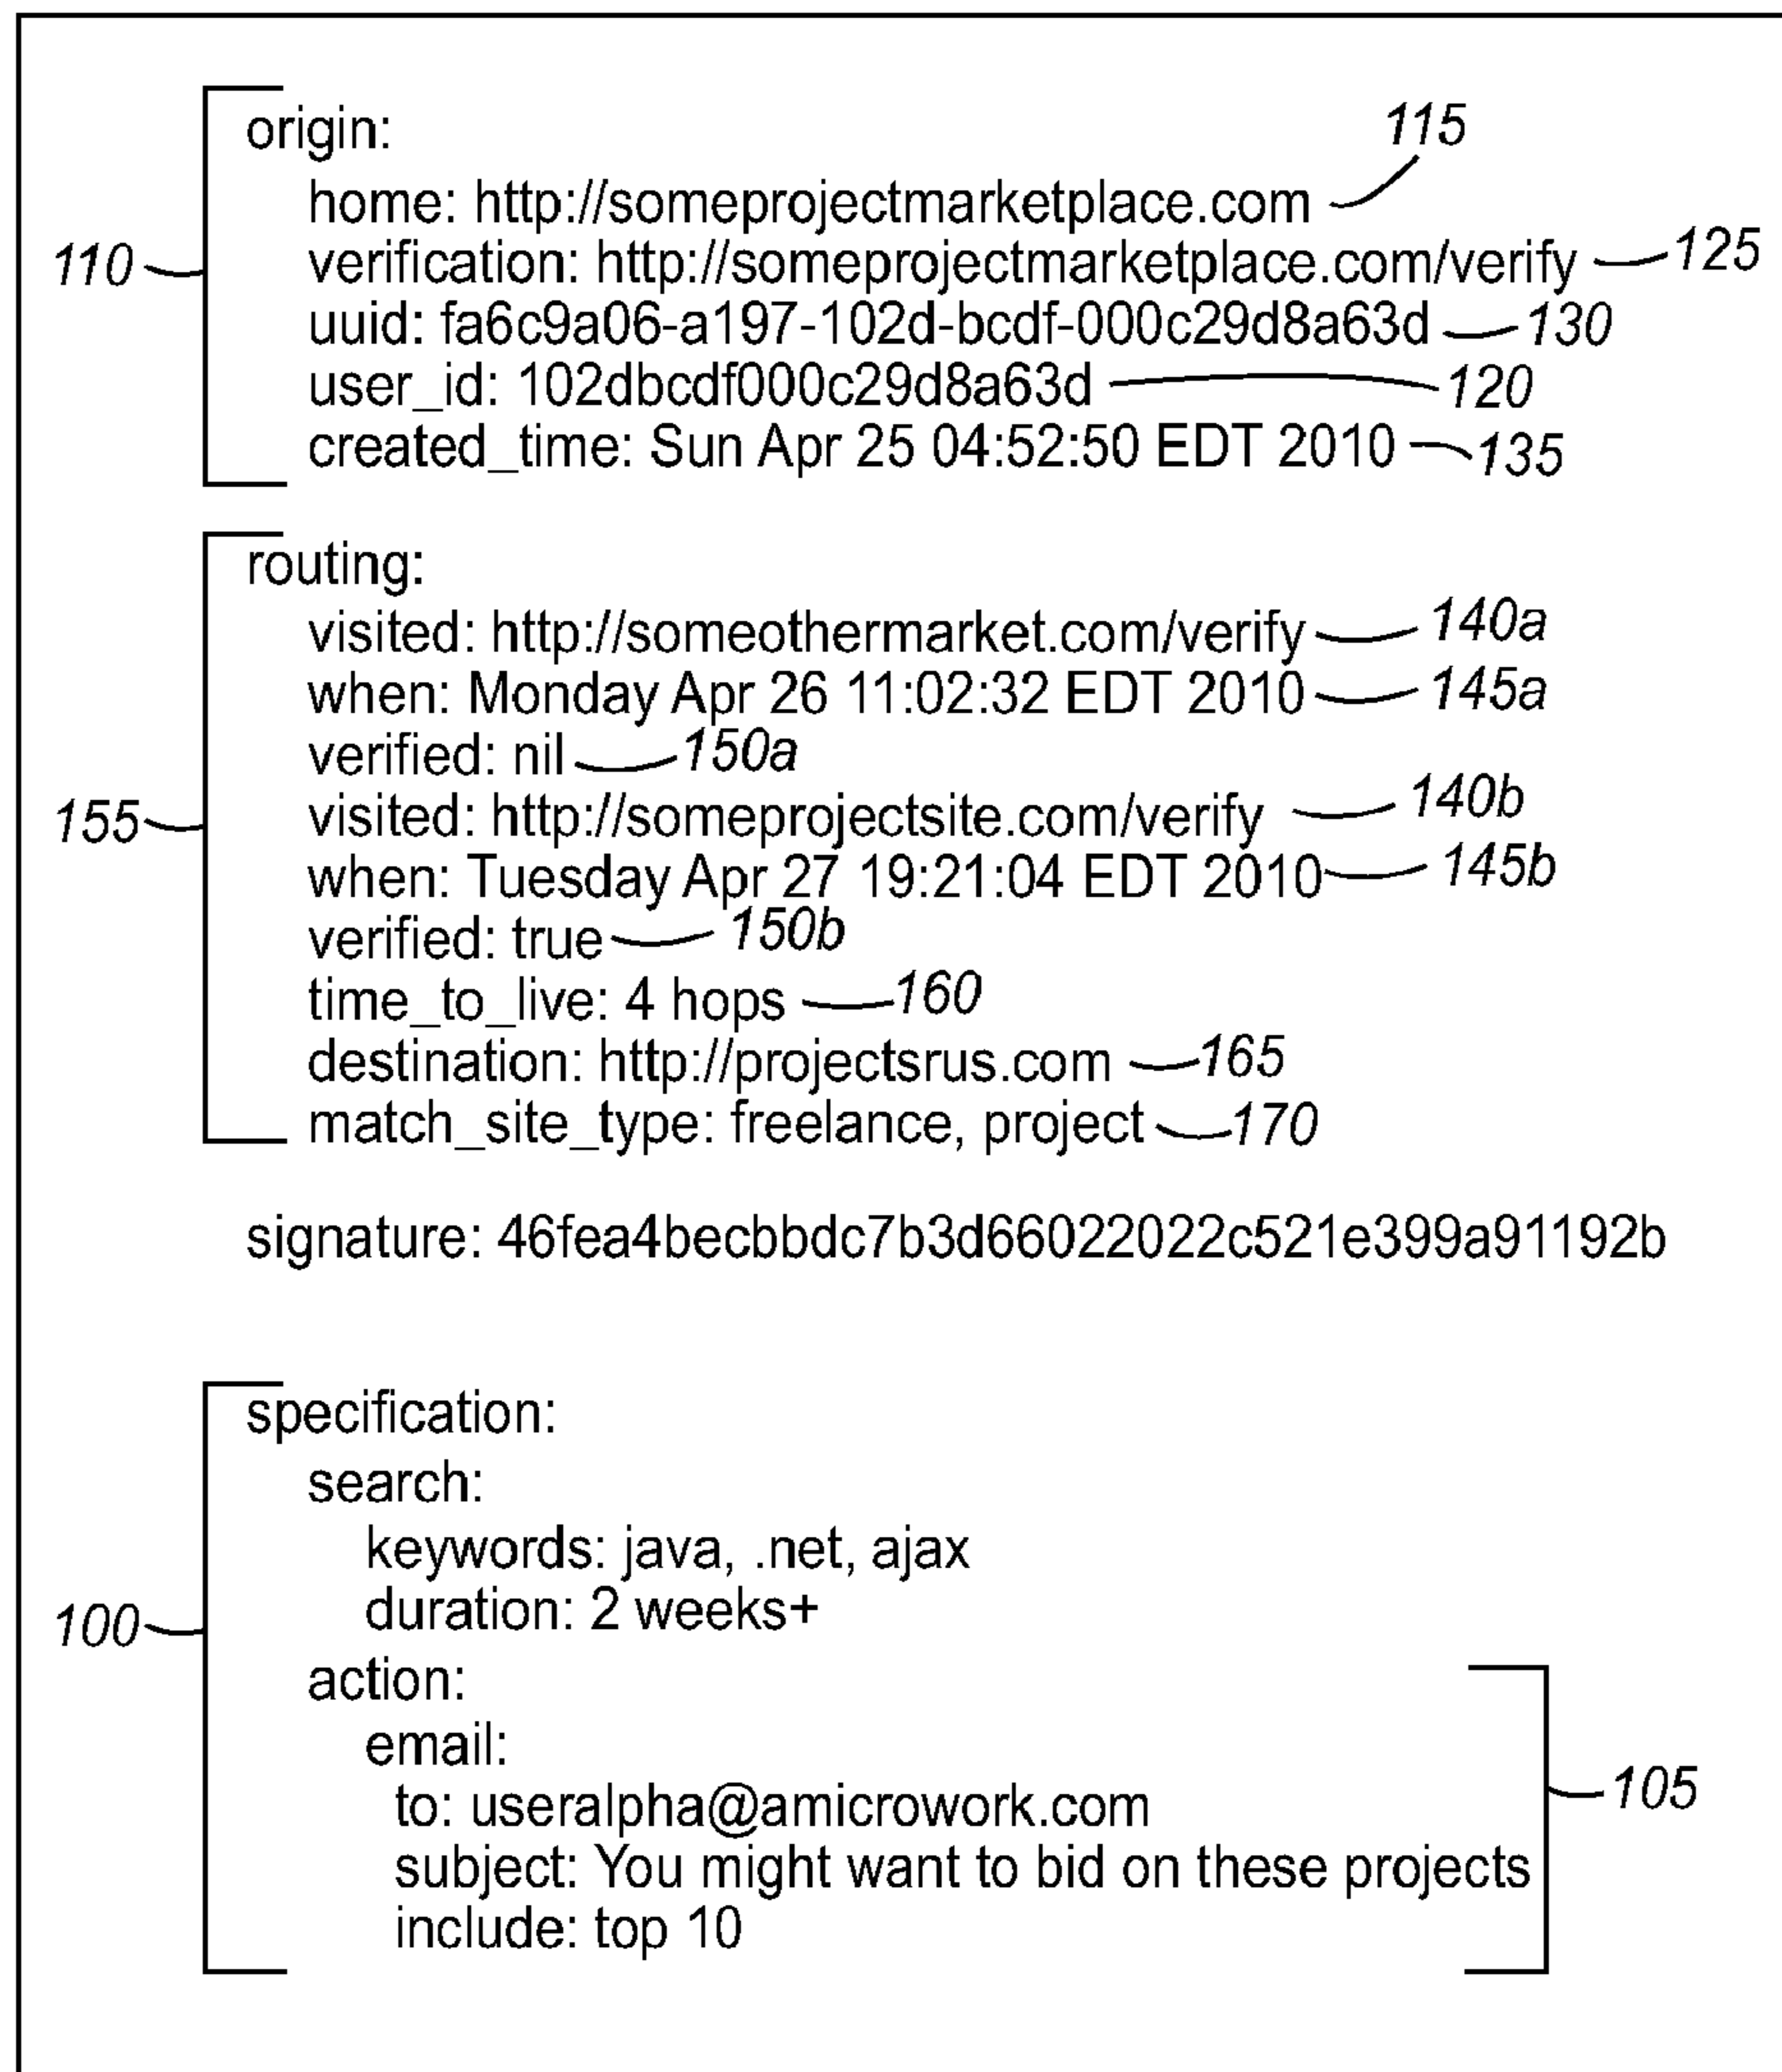 origin:
115
home: http://someprojectmarketplace.com
110
verification: http://someprojectmarketplace.com/verify 125
uuid: fa6c9a06-a197-102d-bcdf-000c29d8a63d 130
user_id: 102dbcdf000c29d8a63d 120
created_time: Sun Apr 25 04:52:50 EDT 2010 135
routing:
visited: http://someothermarket.com/verify 140a
when: Monday Apr 26 11:02:32 EDT 2010 145a
verified: nil 150a
155 visited: http://someprojectsite.com/verify 140b
when: Tuesday Apr 27 19:21:04 EDT 2010 145b
verified: true 150b
time_to_live: 4 hops 160
destination: http://projectsrus.com 165
match_site_type: freelance, project 170
signature: 46fea4becbbdc7b3d66022022c521e399a91192b
specification:
search:
keywords: java, .net, ajax
100 duration: 2 weeks+
action:
email:
105
to: useralpha@amicrowork.com
subject: You might want to bid on these projects
include: top 10